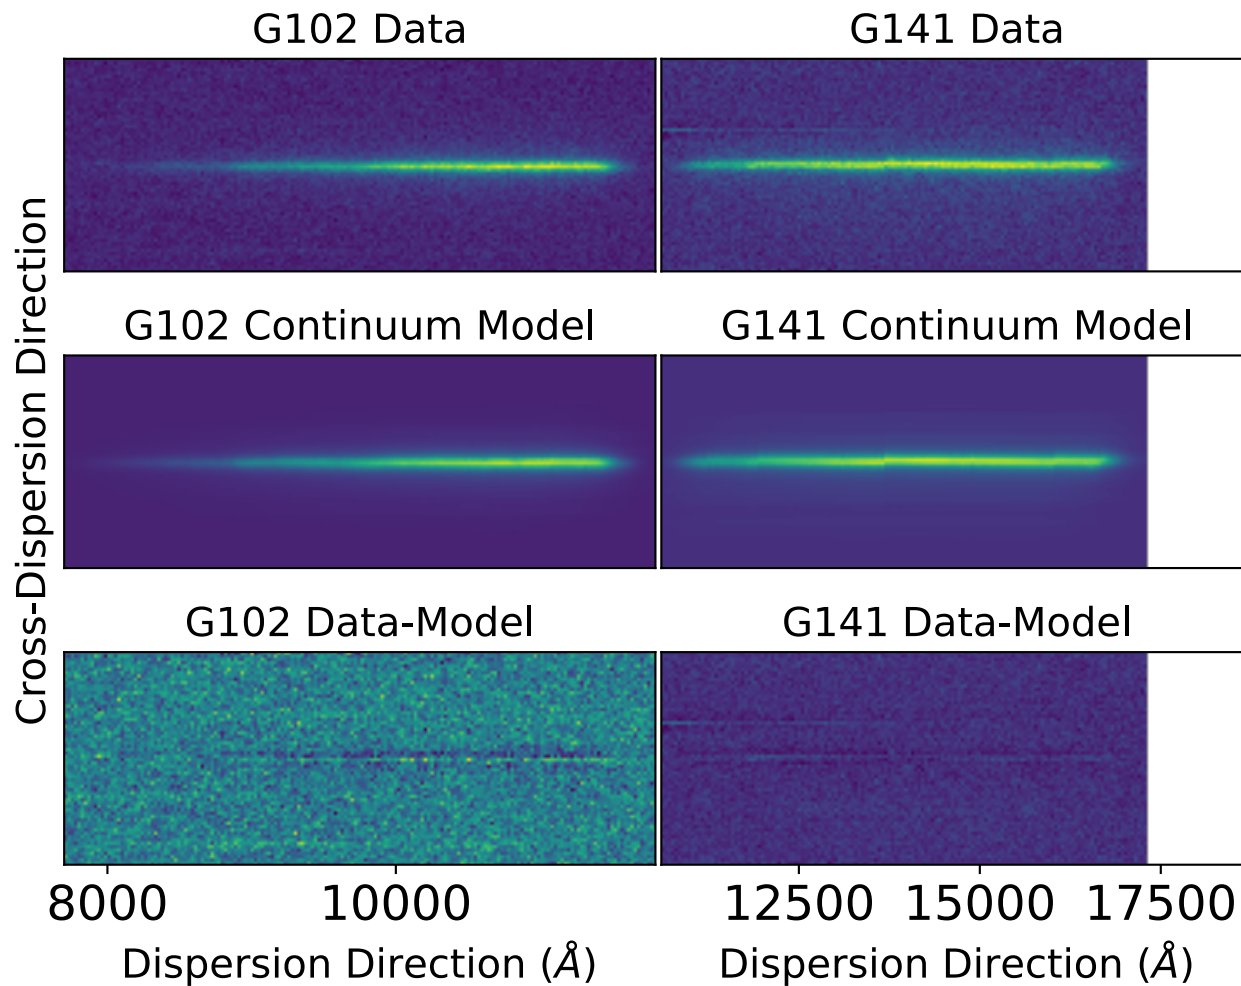 G102 Data
G141 Data
G102 Continuum Model
G141 Continuum Model
G102 Data-Model
G141 Data-Model
Cross-Dispersion Direction
8000 10000
12500 15000 17500
Dispersion Direction (Å)
Dispersion Direction (Å)